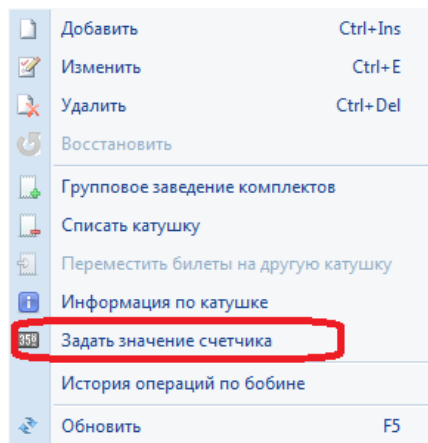 Добавить Ctrl+Ins
Изменить Ctrl+E
Удалить Ctrl+Del
Восстановить
Групповое заведение комплектов
Списать катушку
Переместить билеты на другую катушку
Информация по катушке
Задать значение счетчика
История операций по бобине
Обновить F5